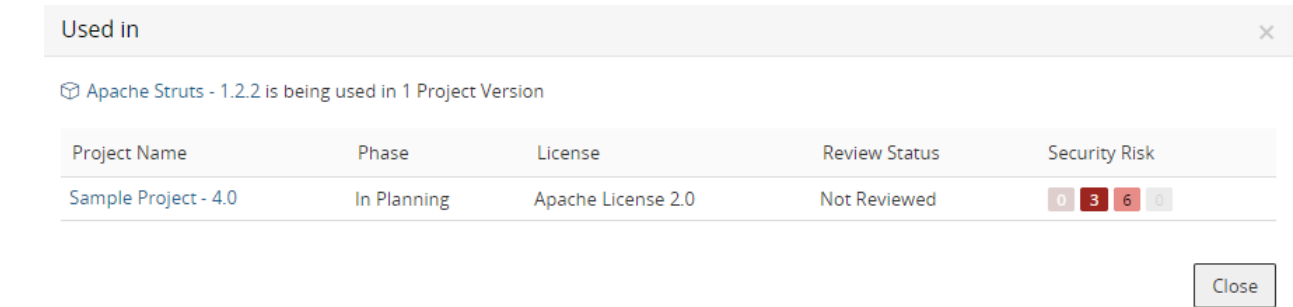 Used in ×
Apache Struts - 1.2.2 is being used in 1 Project Version
Project Name Phase License Review Status Security Risk
Sample Project - 4.0 In Planning Apache License 2.0 Not Reviewed 0 3 6 0
Close